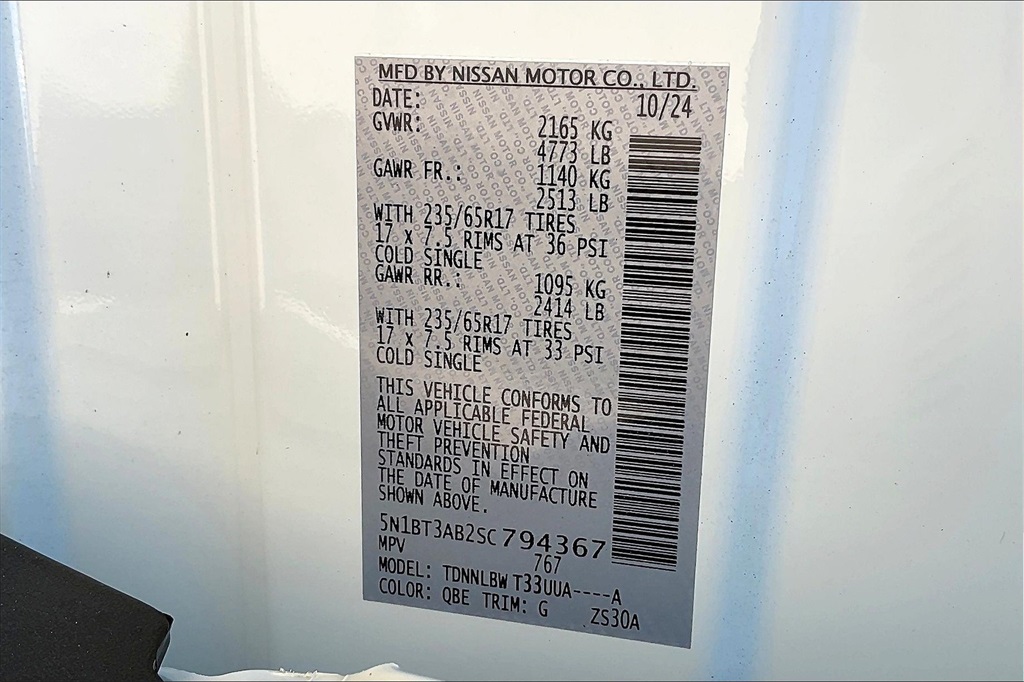 MFD BY NISSAN MOTOR CO., LTD.
DATE: 10/24
GVWR: 2165 KG
4773 LB
GAWR FR.: 1140 KG
2513 LB
WITH 235/65R17 TIRES
17 X 7.5 RIMS AT 36 PSI
COLD SINGLE
GAWR RR.: 1095 KG
2414 LB
WITH 235/65R17 TIRES
17 X 7.5 RIMS AT 33 PSI
COLD SINGLE
THIS VEHICLE CONFORMS TO
ALL APPLICABLE FEDERAL
MOTOR VEHICLE SAFETY AND
THEFT PREVENTION
STANDARDS IN EFFECT ON
THE DATE OF MANUFACTURE
SHOWN ABOVE.
5N1BT3AB2SC794367
MPV 767
MODEL: TDNNLBW T33UUA----A
COLOR: QBE TRIM: G ZS30A